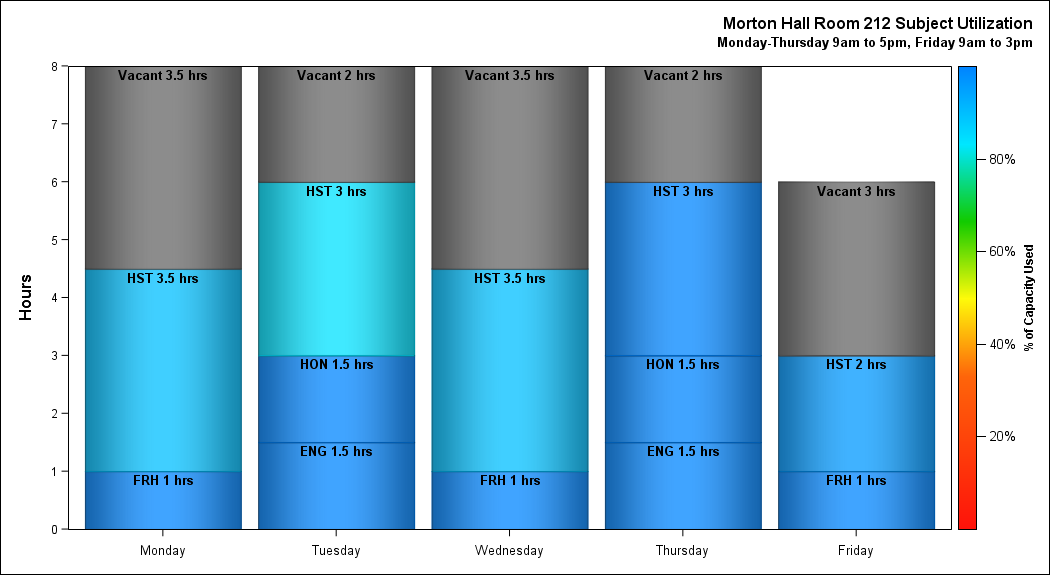 Morton Hall Room 212 Subject Utilization
Monday-Thursday 9am to 5pm, Friday 9am to 3pm
Hours
8
7
6
5
4
3
2
1
0
Vacant 3.5 hrs
HST 3.5 hrs
FRH 1 hrs
Vacant 2 hrs
HST 3 hrs
HON 1.5 hrs
ENG 1.5 hrs
Vacant 3.5 hrs
HST 3.5 hrs
FRH 1 hrs
Vacant 2 hrs
HST 3 hrs
HON 1.5 hrs
ENG 1.5 hrs
Vacant 3 hrs
HST 2 hrs
FRH 1 hrs
Monday
Tuesday
Wednesday
Thursday
Friday
80%
60%
40%
20%
% of Capacity Used